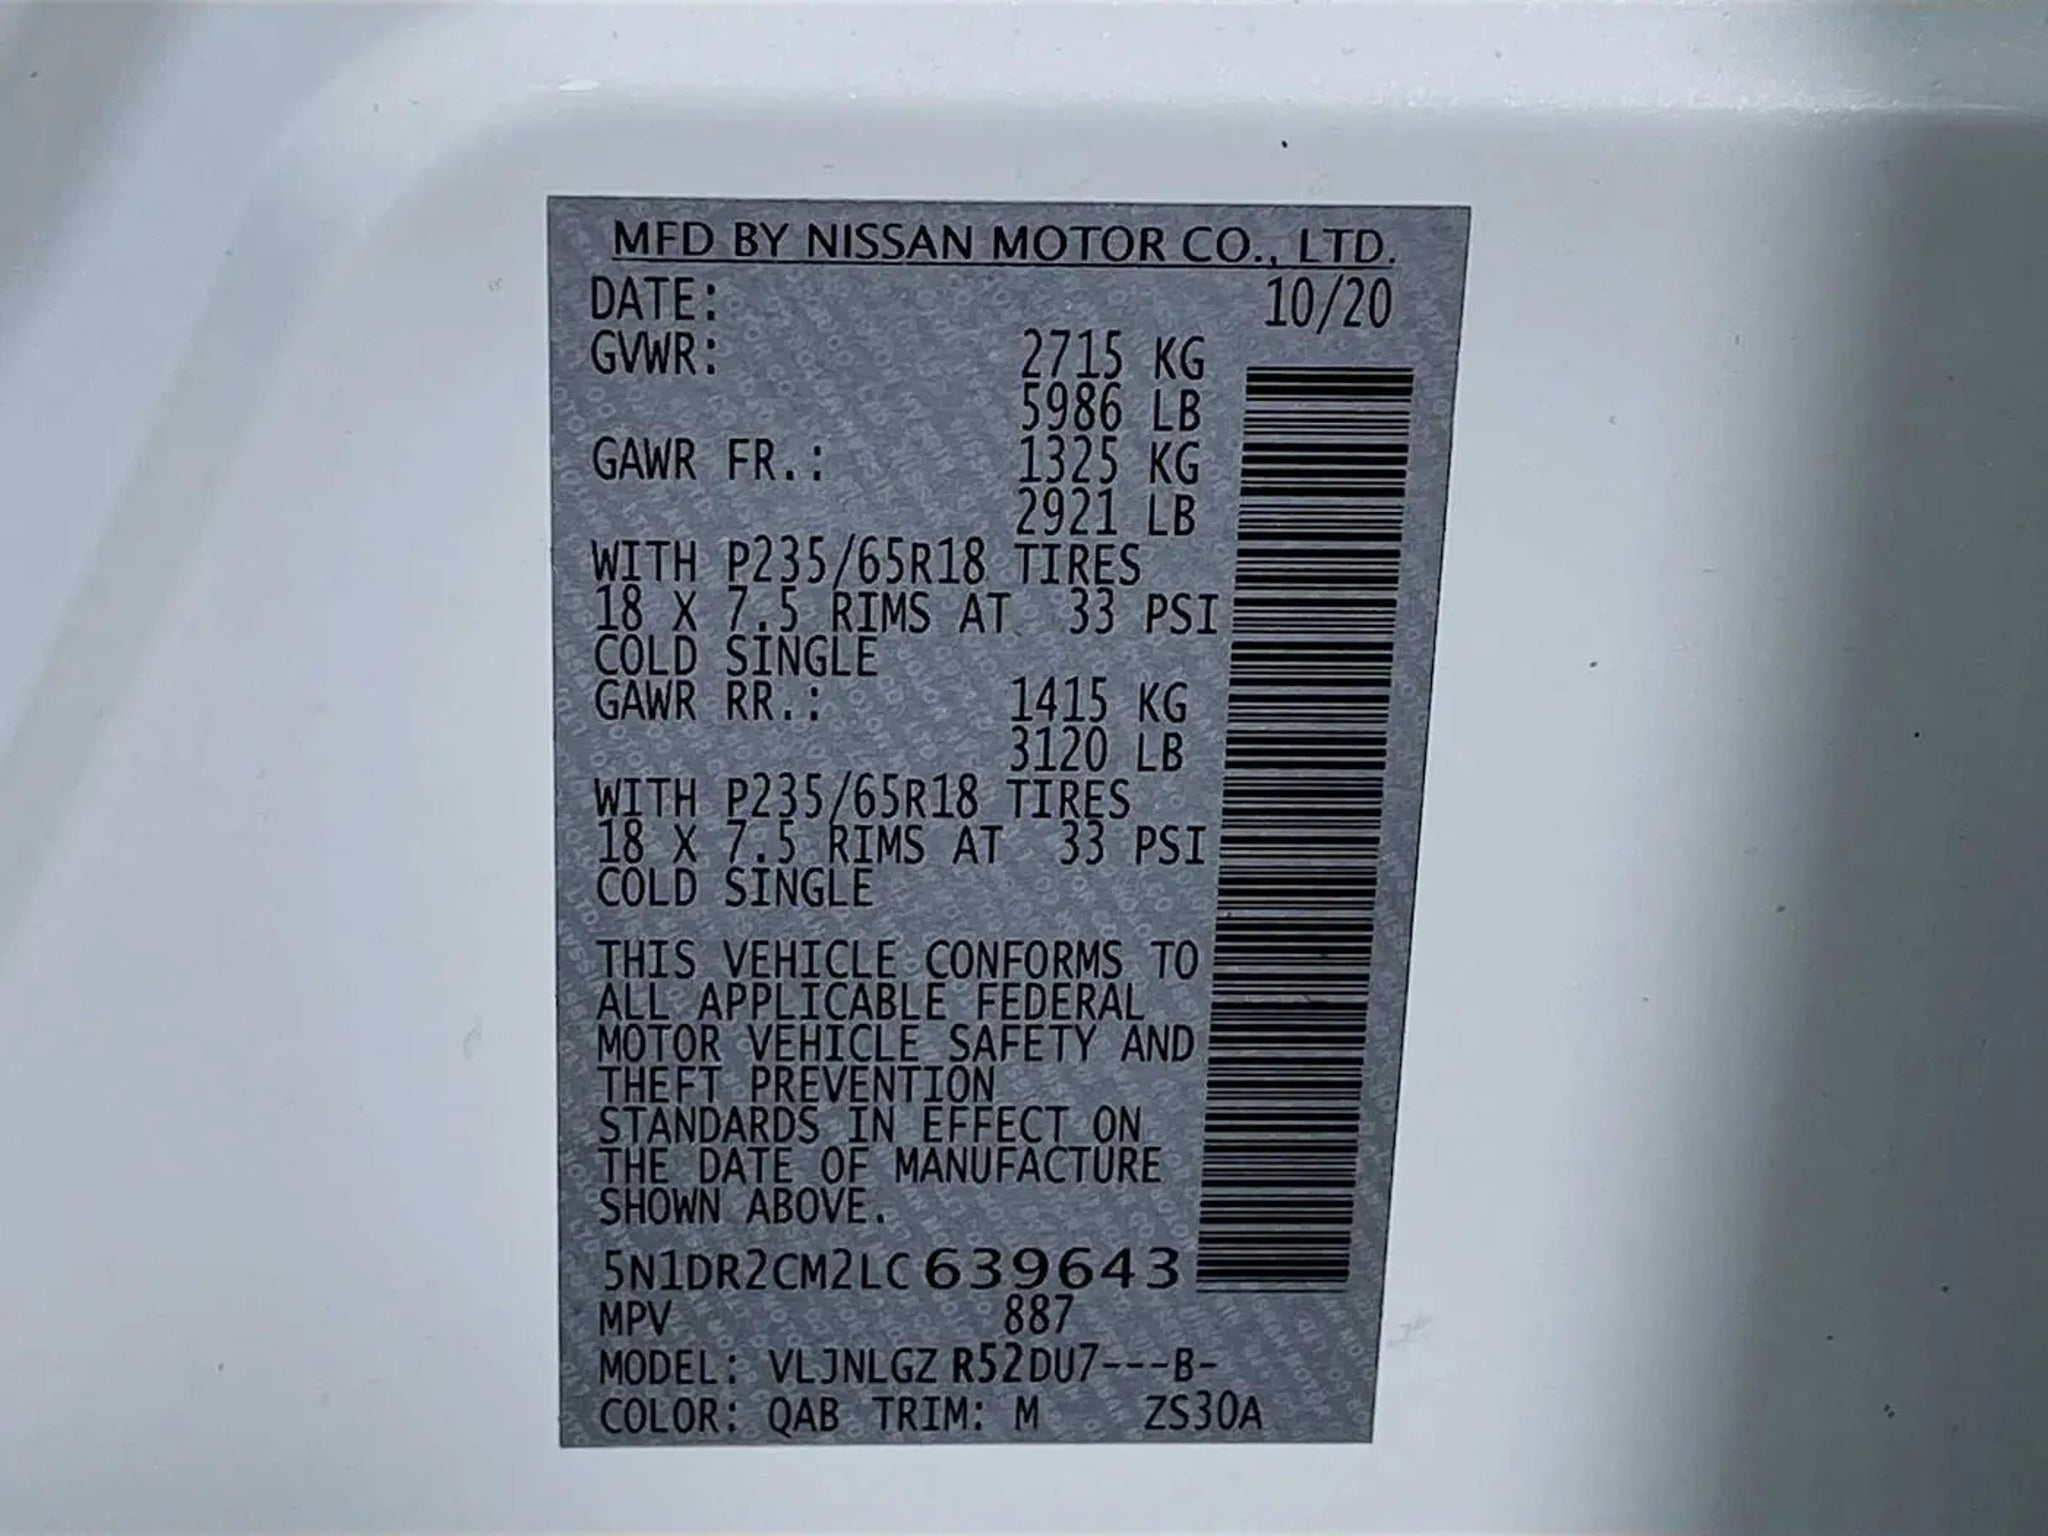 MFD BY NISSAN MOTOR CO., LTD.
DATE: 10/20
GVWR: 2715 KG
5986 LB
GAWR FR.: 1325 KG
2921 LB
WITH P235/65R18 TIRES
18 X 7.5 RIMS AT 33 PSI
COLD SINGLE
GAWR RR.: 1415 KG
3120 LB
WITH P235/65R18 TIRES
18 X 7.5 RIMS AT 33 PSI
COLD SINGLE
THIS VEHICLE CONFORMS TO
ALL APPLICABLE FEDERAL
MOTOR VEHICLE SAFETY AND
THEFT PREVENTION
STANDARDS IN EFFECT ON
THE DATE OF MANUFACTURE
SHOWN ABOVE.
5N1DR2CM2LC639643
MPV 887
MODEL: VLJNLGZ R52DU7---B-
COLOR: QAB TRIM: M ZS30A